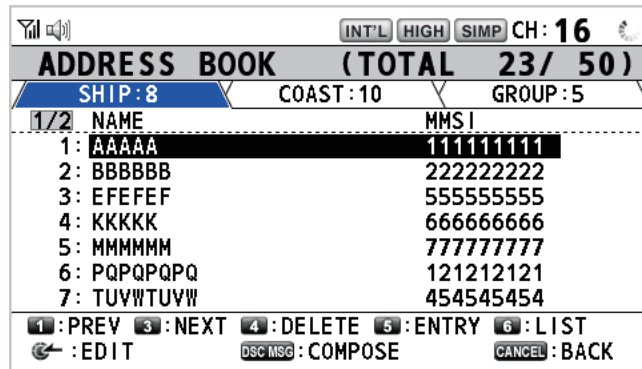 INT'L HIGH SIMP CH: 16
ADDRESS BOOK (TOTAL 23/ 50)
SHIP:8 COAST:10 GROUP:5
1/2 NAME MMSI
1: AAAAA 111111111
2: BBBBBB 222222222
3: EFEFEF 555555555
4: KKKKK 666666666
5: MMMMMM 777777777
6: PQPQPQPQ 121212121
7: TUVWTUVW 454545454
1 :PREV 3 :NEXT 4 :DELETE 5 :ENTRY 6 :LIST
:EDIT DSC MSG :COMPOSE CANCEL :BACK